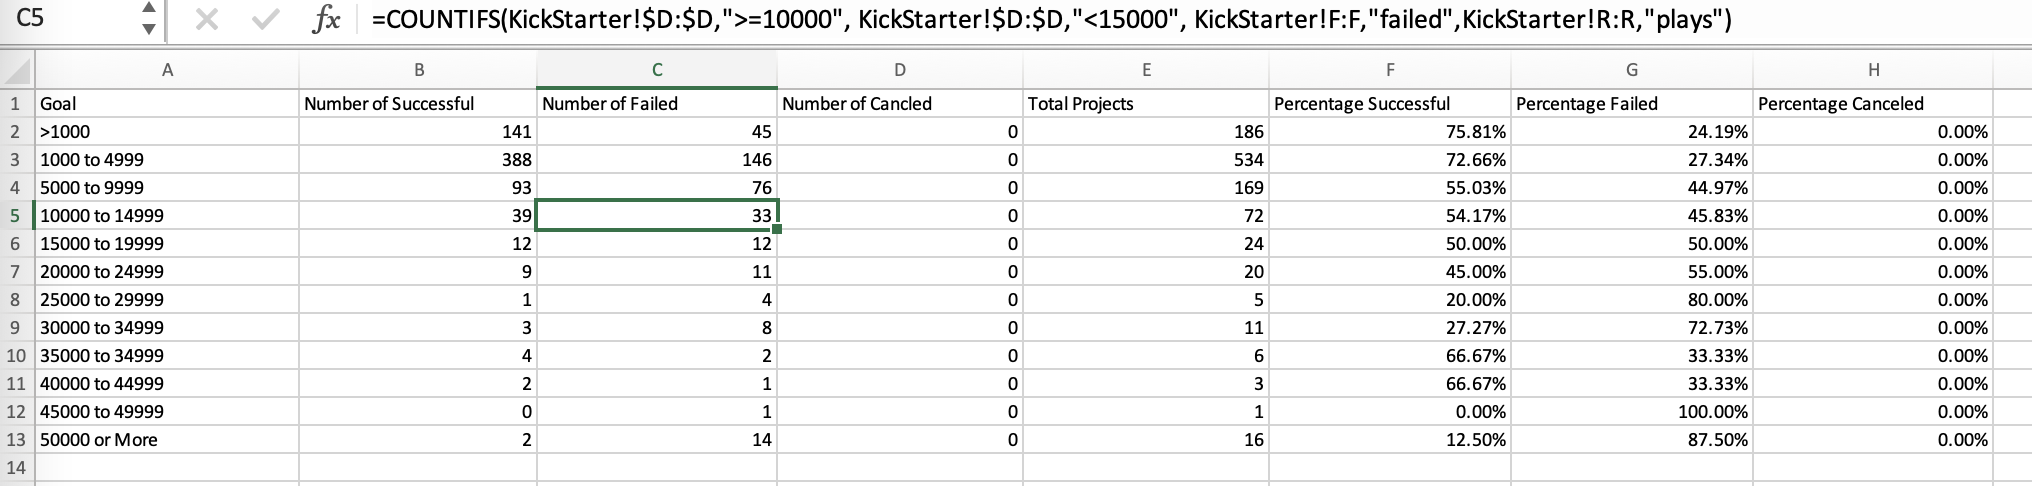 C5 fx =COUNTIFS(KickStarter!$D:$D,">=10000", KickStarter!$D:$D,"<15000", KickStarter!F:F,"failed",KickStarter!R:R,"plays")
A B C D E F G H
1 Goal Number of Successful Number of Failed Number of Cancled Total Projects Percentage Successful Percentage Failed Percentage Canceled
2 >1000 141 45 0 186 75.81% 24.19% 0.00%
3 1000 to 4999 388 146 0 534 72.66% 27.34% 0.00%
4 5000 to 9999 93 76 0 169 55.03% 44.97% 0.00%
5 10000 to 14999 39 33 0 72 54.17% 45.83% 0.00%
6 15000 to 19999 12 12 0 24 50.00% 50.00% 0.00%
7 20000 to 24999 9 11 0 20 45.00% 55.00% 0.00%
8 25000 to 29999 1 4 0 5 20.00% 80.00% 0.00%
9 30000 to 34999 3 8 0 11 27.27% 72.73% 0.00%
10 35000 to 34999 4 2 0 6 66.67% 33.33% 0.00%
11 40000 to 44999 2 1 0 3 66.67% 33.33% 0.00%
12 45000 to 49999 0 1 0 1 0.00% 100.00% 0.00%
13 50000 or More 2 14 0 16 12.50% 87.50% 0.00%
14